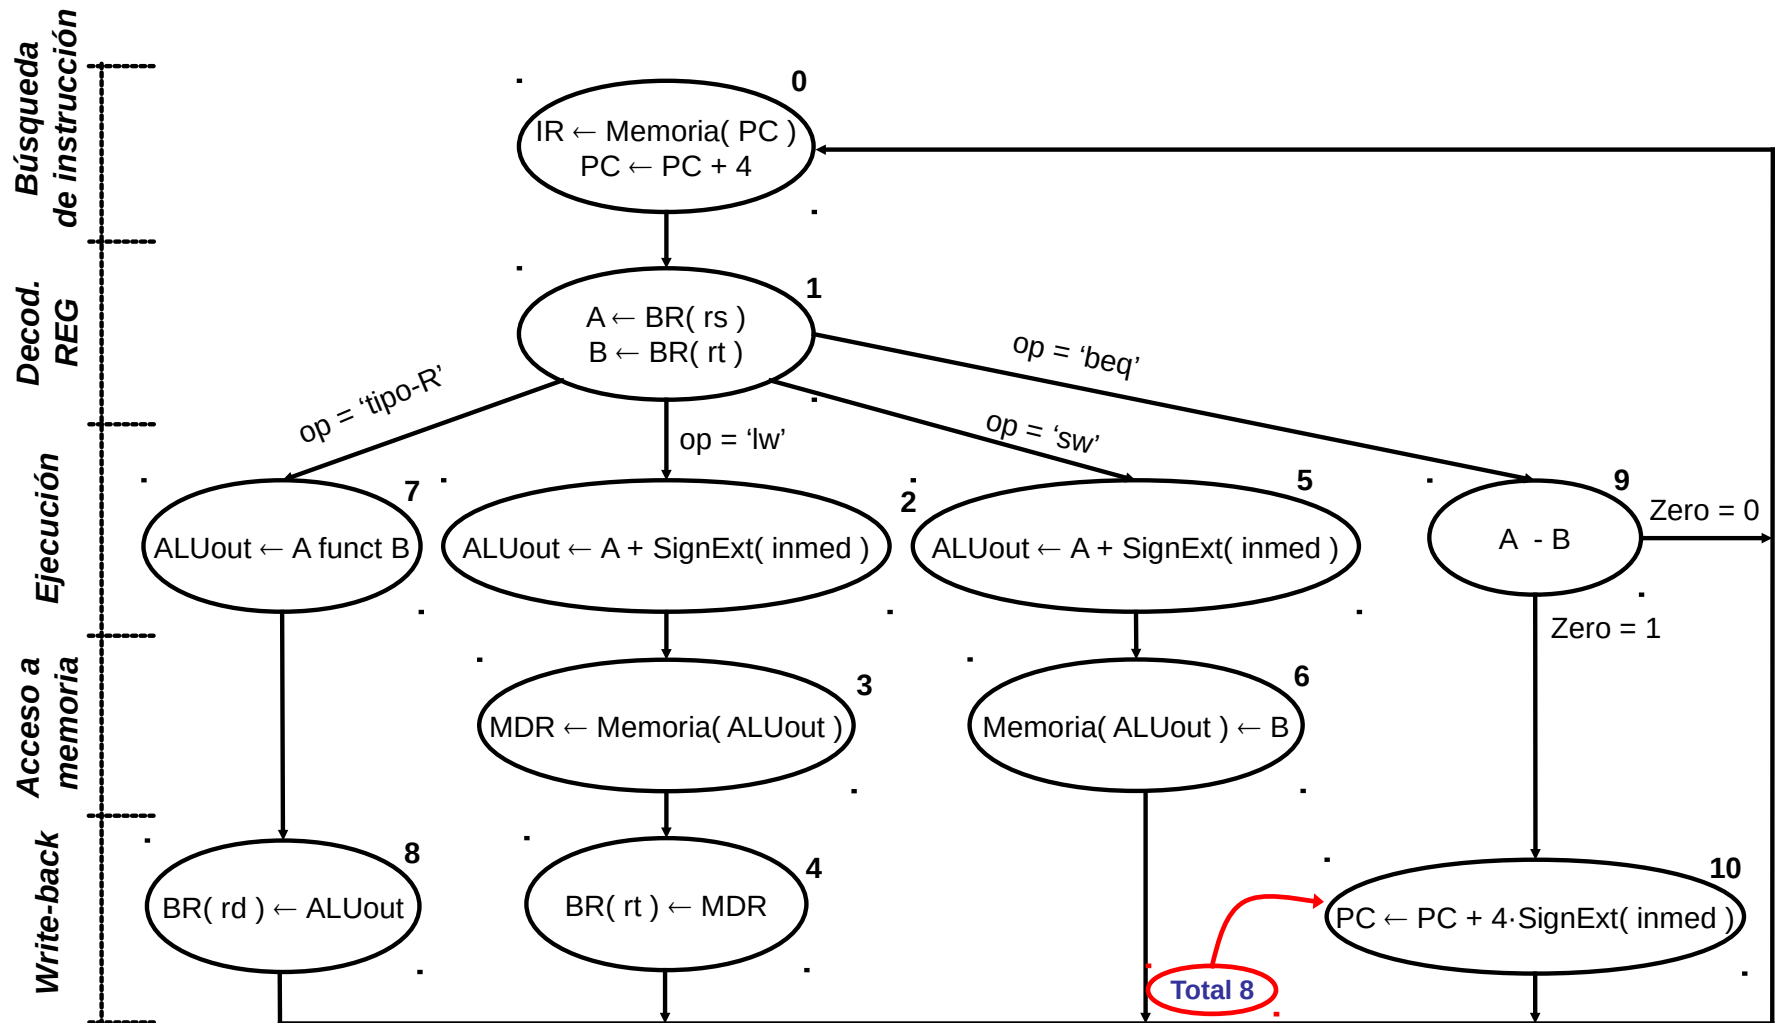 Búsqueda
de instrucción
0
IR ← Memoria( PC )
PC ← PC + 4
Decod.
REG
1
A ← BR( rs )
B ← BR( rt )
op = ‘tipo-R’
op = ‘lw’
op = ‘sw’
op = ‘beq’
Ejecución
7
ALUout ← A funct B
2
ALUout ← A + SignExt( inmed )
5
ALUout ← A + SignExt( inmed )
9
A - B
Zero = 0
Zero = 1
Acceso a
memoria
3
MDR ← Memoria( ALUout )
6
Memoria( ALUout ) ← B
Write-back
8
BR( rd ) ← ALUout
4
BR( rt ) ← MDR
10
PC ← PC + 4·SignExt( inmed )
Total 8